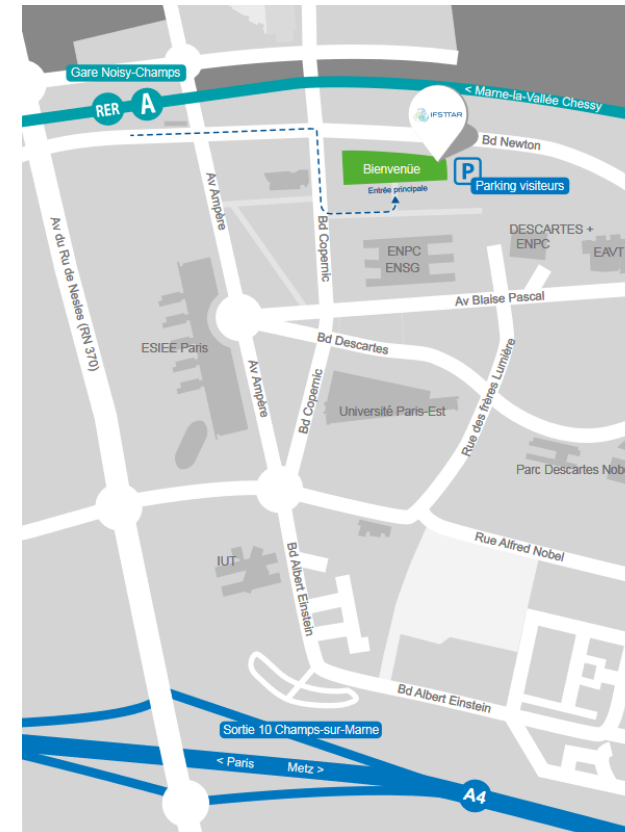 Gare Noisy-Champs
RER
A
< Marne-la-Vallée Chessy
IFSTTAR
Bd Newton
Bienvenüe
P
Parking visiteurs
Entrée principale
Av Ampère
Bd Copernic
Av du Ru de Nesles (RN 370)
DESCARTES +
ENPC
EAVT
ENPC
ENSG
Av Blaise Pascal
ESIEE Paris
Bd Descartes
Av Ampère
Bd Copernic
Université Paris-Est
Rue des frères Lumière
Parc Descartes Nobe
Rue Alfred Nobel
IUT
Bd Albert Einstein
Bd Albert Einstein
Sortie 10 Champs-sur-Marne
< Paris
Metz >
A4